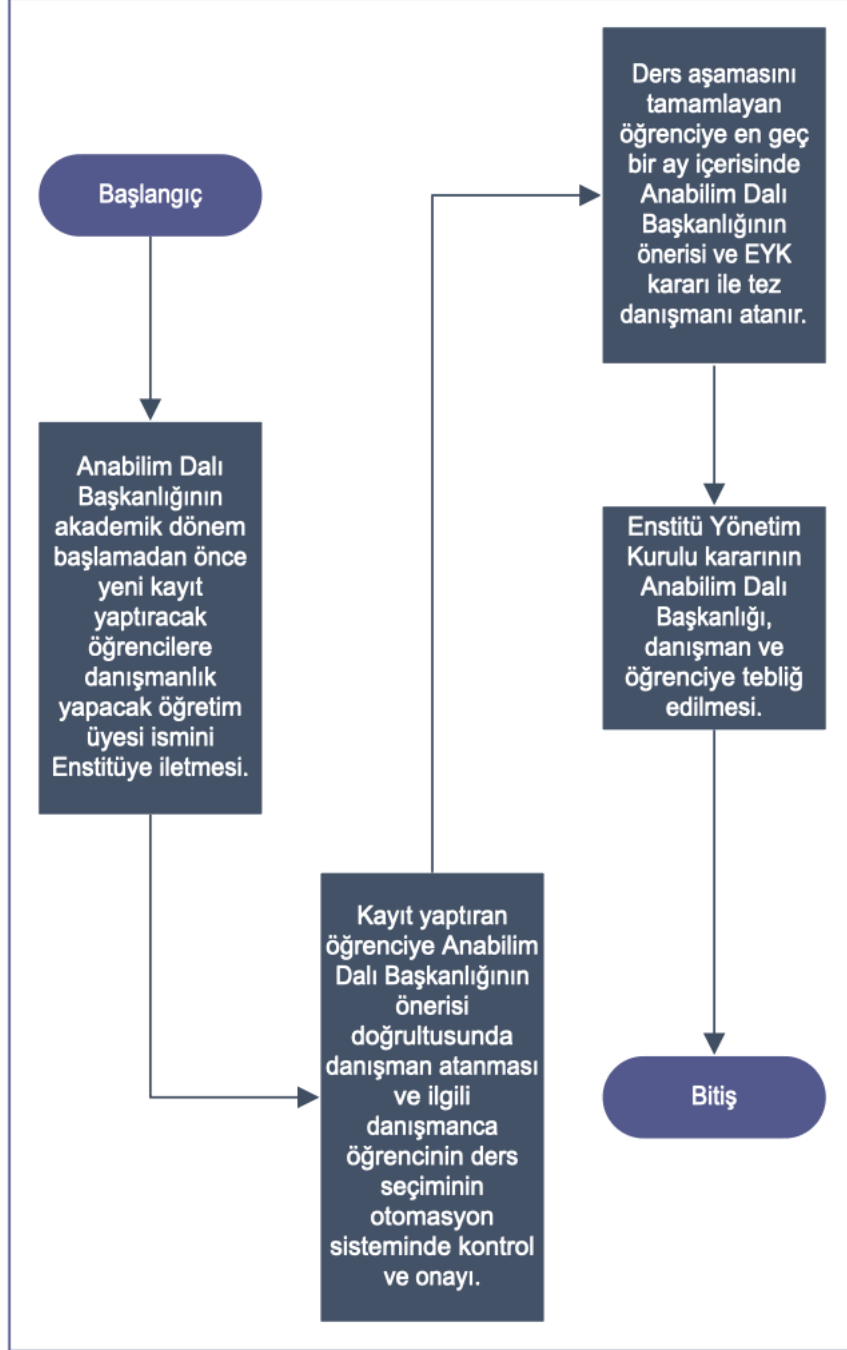 Başlangıç
Anabilim Dalı
Başkanlığının
akademik dönem
başlamadan önce
yeni kayıt
yaptıracak
öğrencilere
danışmanlık
yapacak öğretim
üyesi ismini
Enstitüye iletmesi.
Kayıt yaptıran
öğrenciye Anabilim
Dalı Başkanlığının
önerisi
doğrultusunda
danışman atanması
ve ilgili
danışmanca
öğrencinin ders
seçiminin
otomasyon
sisteminde kontrol
ve onayı.
Ders aşamasını
tamamlayan
öğrenciye en geç
bir ay içerisinde
Anabilim Dalı
Başkanlığının
önerisi ve EYK
kararı ile tez
danışmanı atanır.
Enstitü Yönetim
Kurulu kararının
Anabilim Dalı
Başkanlığı,
danışman ve
öğrenciye tebliğ
edilmesi.
Bitiş